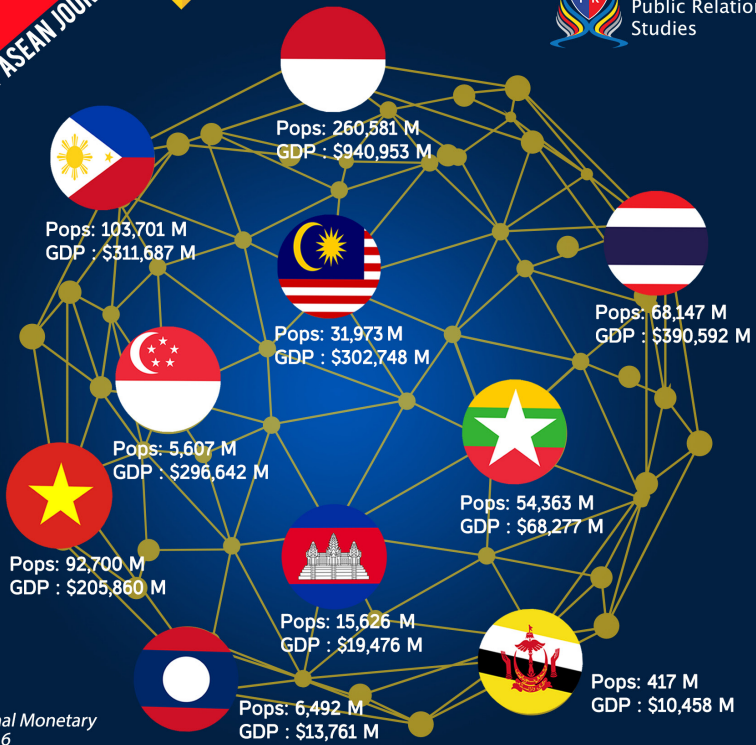 ASEAN JOUR
Public Relation
Studies
Pops: 260,581 M
GDP : $940,953 M
Pops: 103,701 M
GDP : $311,687 M
Pops: 31,973 M
GDP : $302,748 M
Pops: 68,147 M
GDP : $390,592 M
Pops: 5,607 M
GDP : $296,642 M
Pops: 54,363 M
GDP : $68,277 M
Pops: 92,700 M
GDP : $205,860 M
Pops: 15,626 M
GDP : $19,476 M
Pops: 417 M
GDP : $10,458 M
Pops: 6,492 M
GDP : $13,761 M
nal Monetary
6